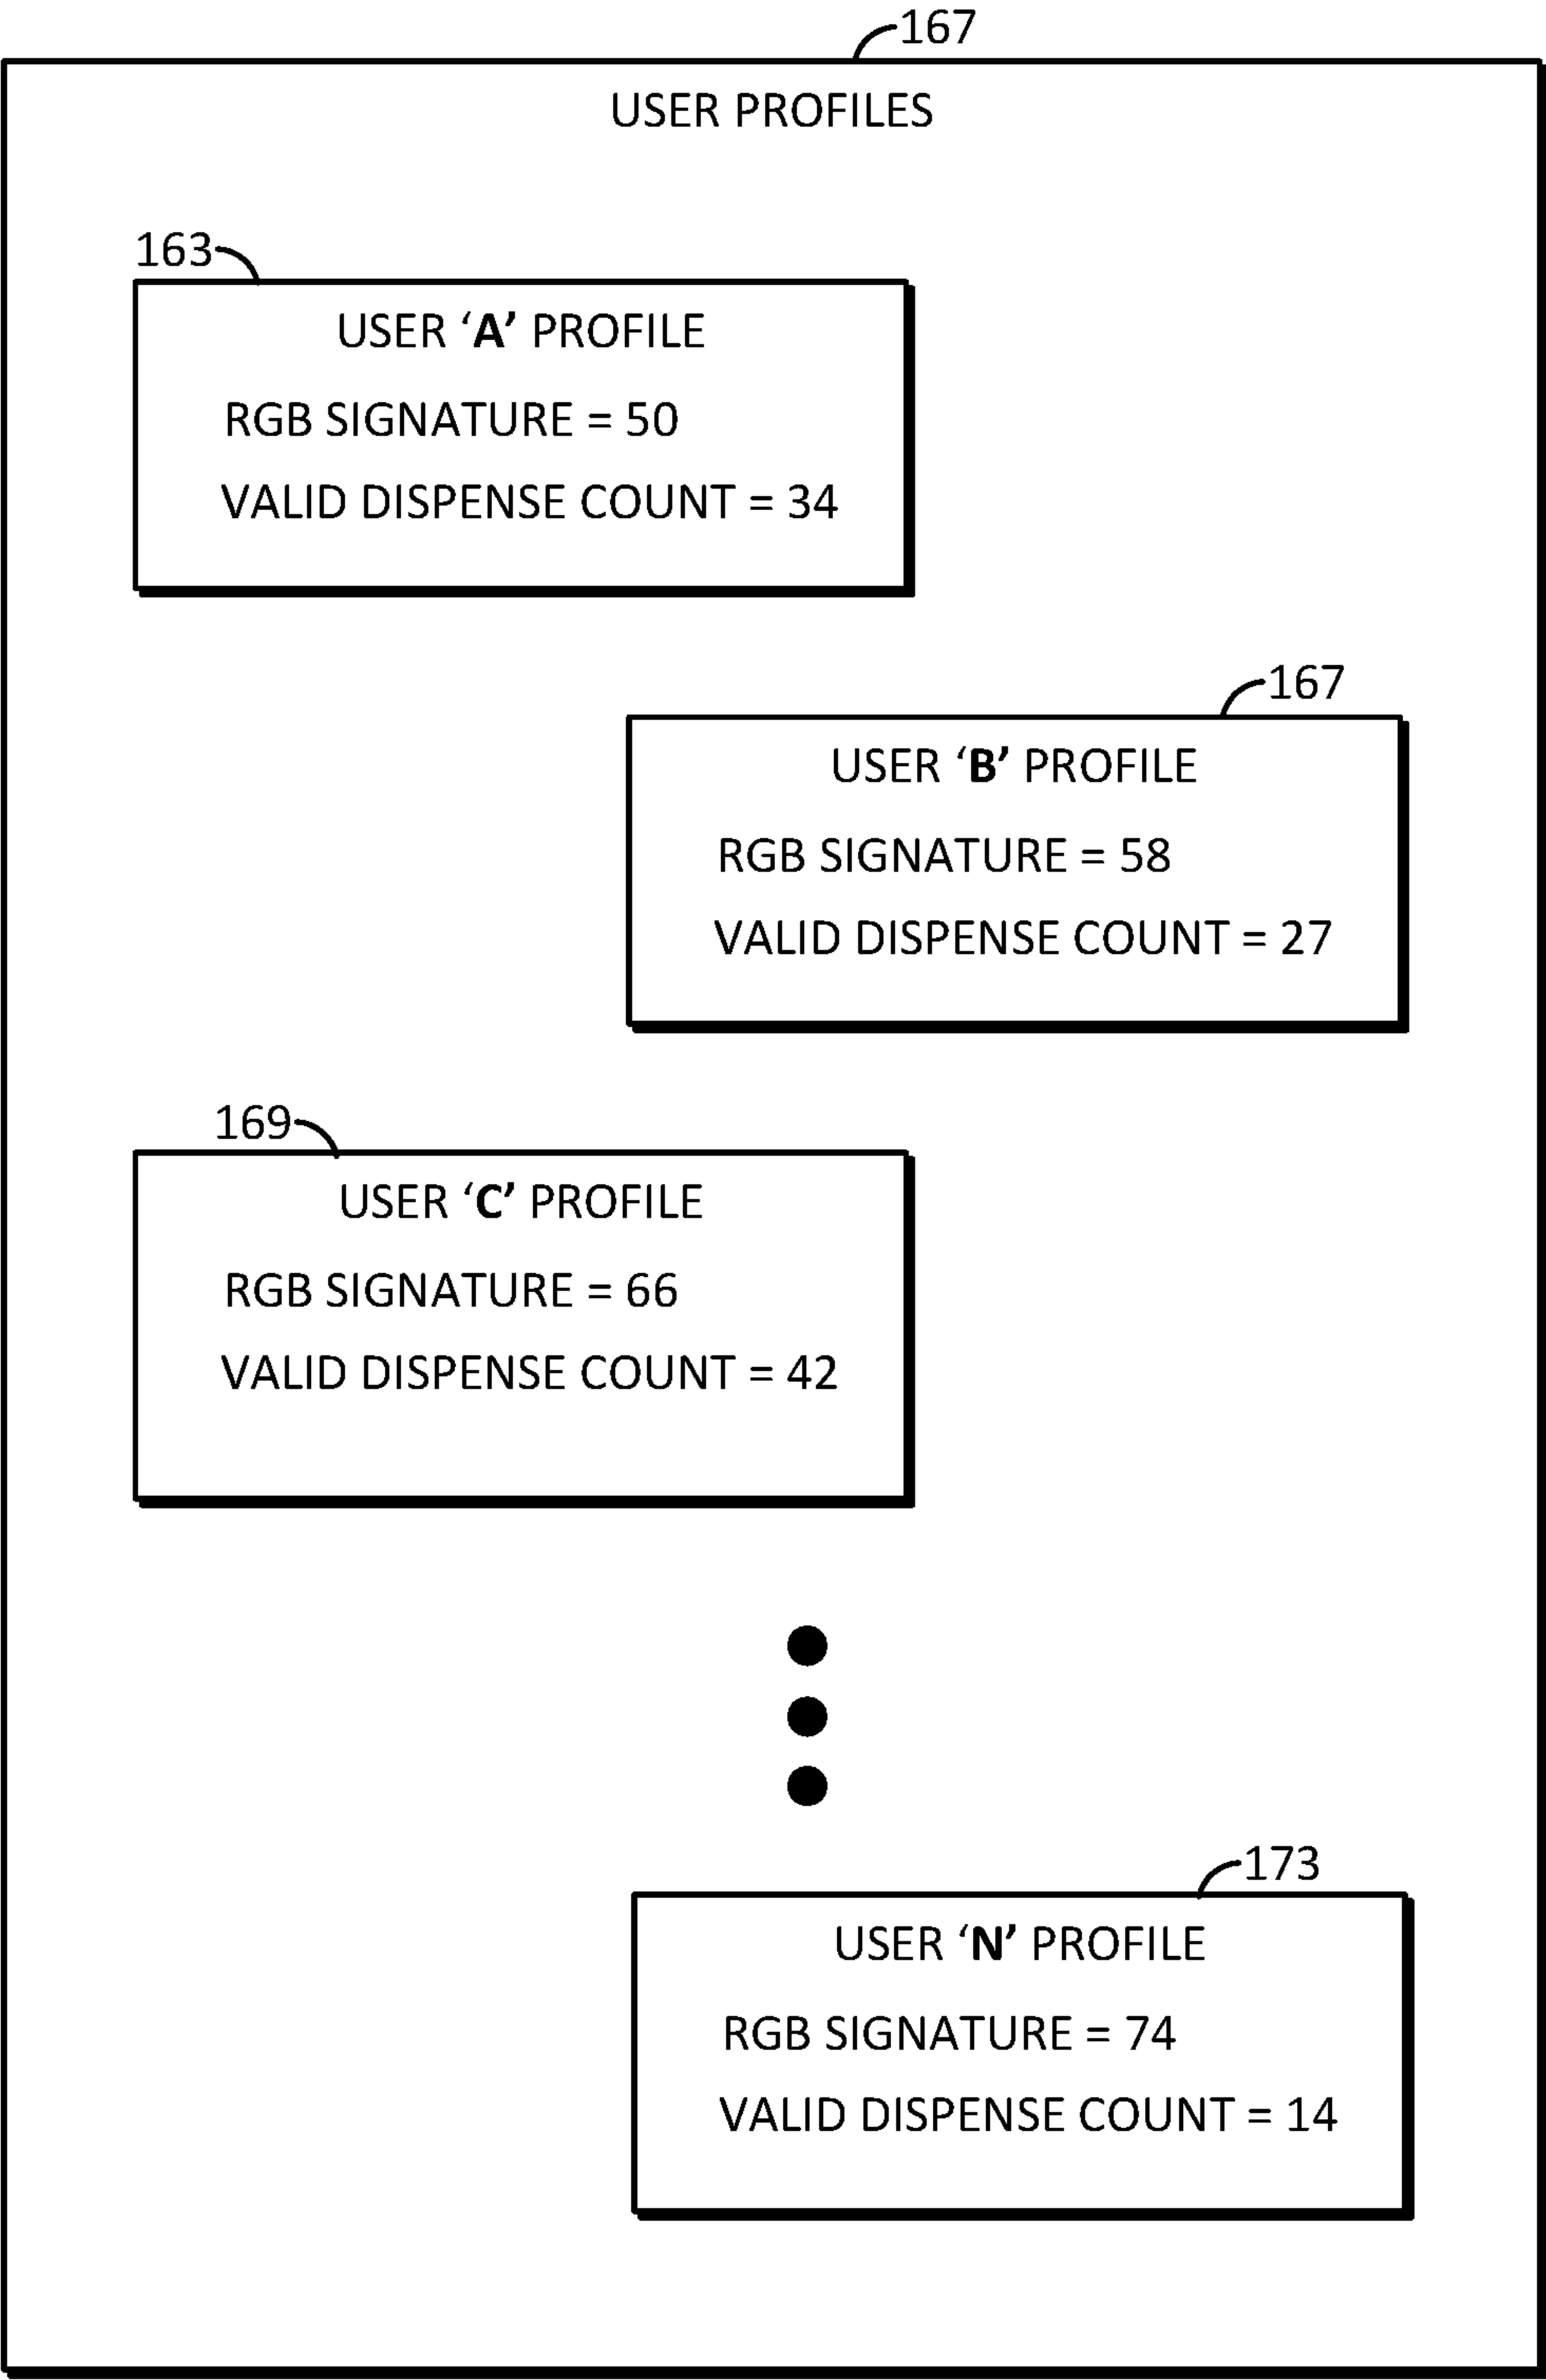 167
USER PROFILES
163
USER ‘A’ PROFILE
RGB SIGNATURE = 50
VALID DISPENSE COUNT = 34
167
USER ‘B’ PROFILE
RGB SIGNATURE = 58
VALID DISPENSE COUNT = 27
169
USER ‘C’ PROFILE
RGB SIGNATURE = 66
VALID DISPENSE COUNT = 42
173
USER ‘N’ PROFILE
RGB SIGNATURE = 74
VALID DISPENSE COUNT = 14